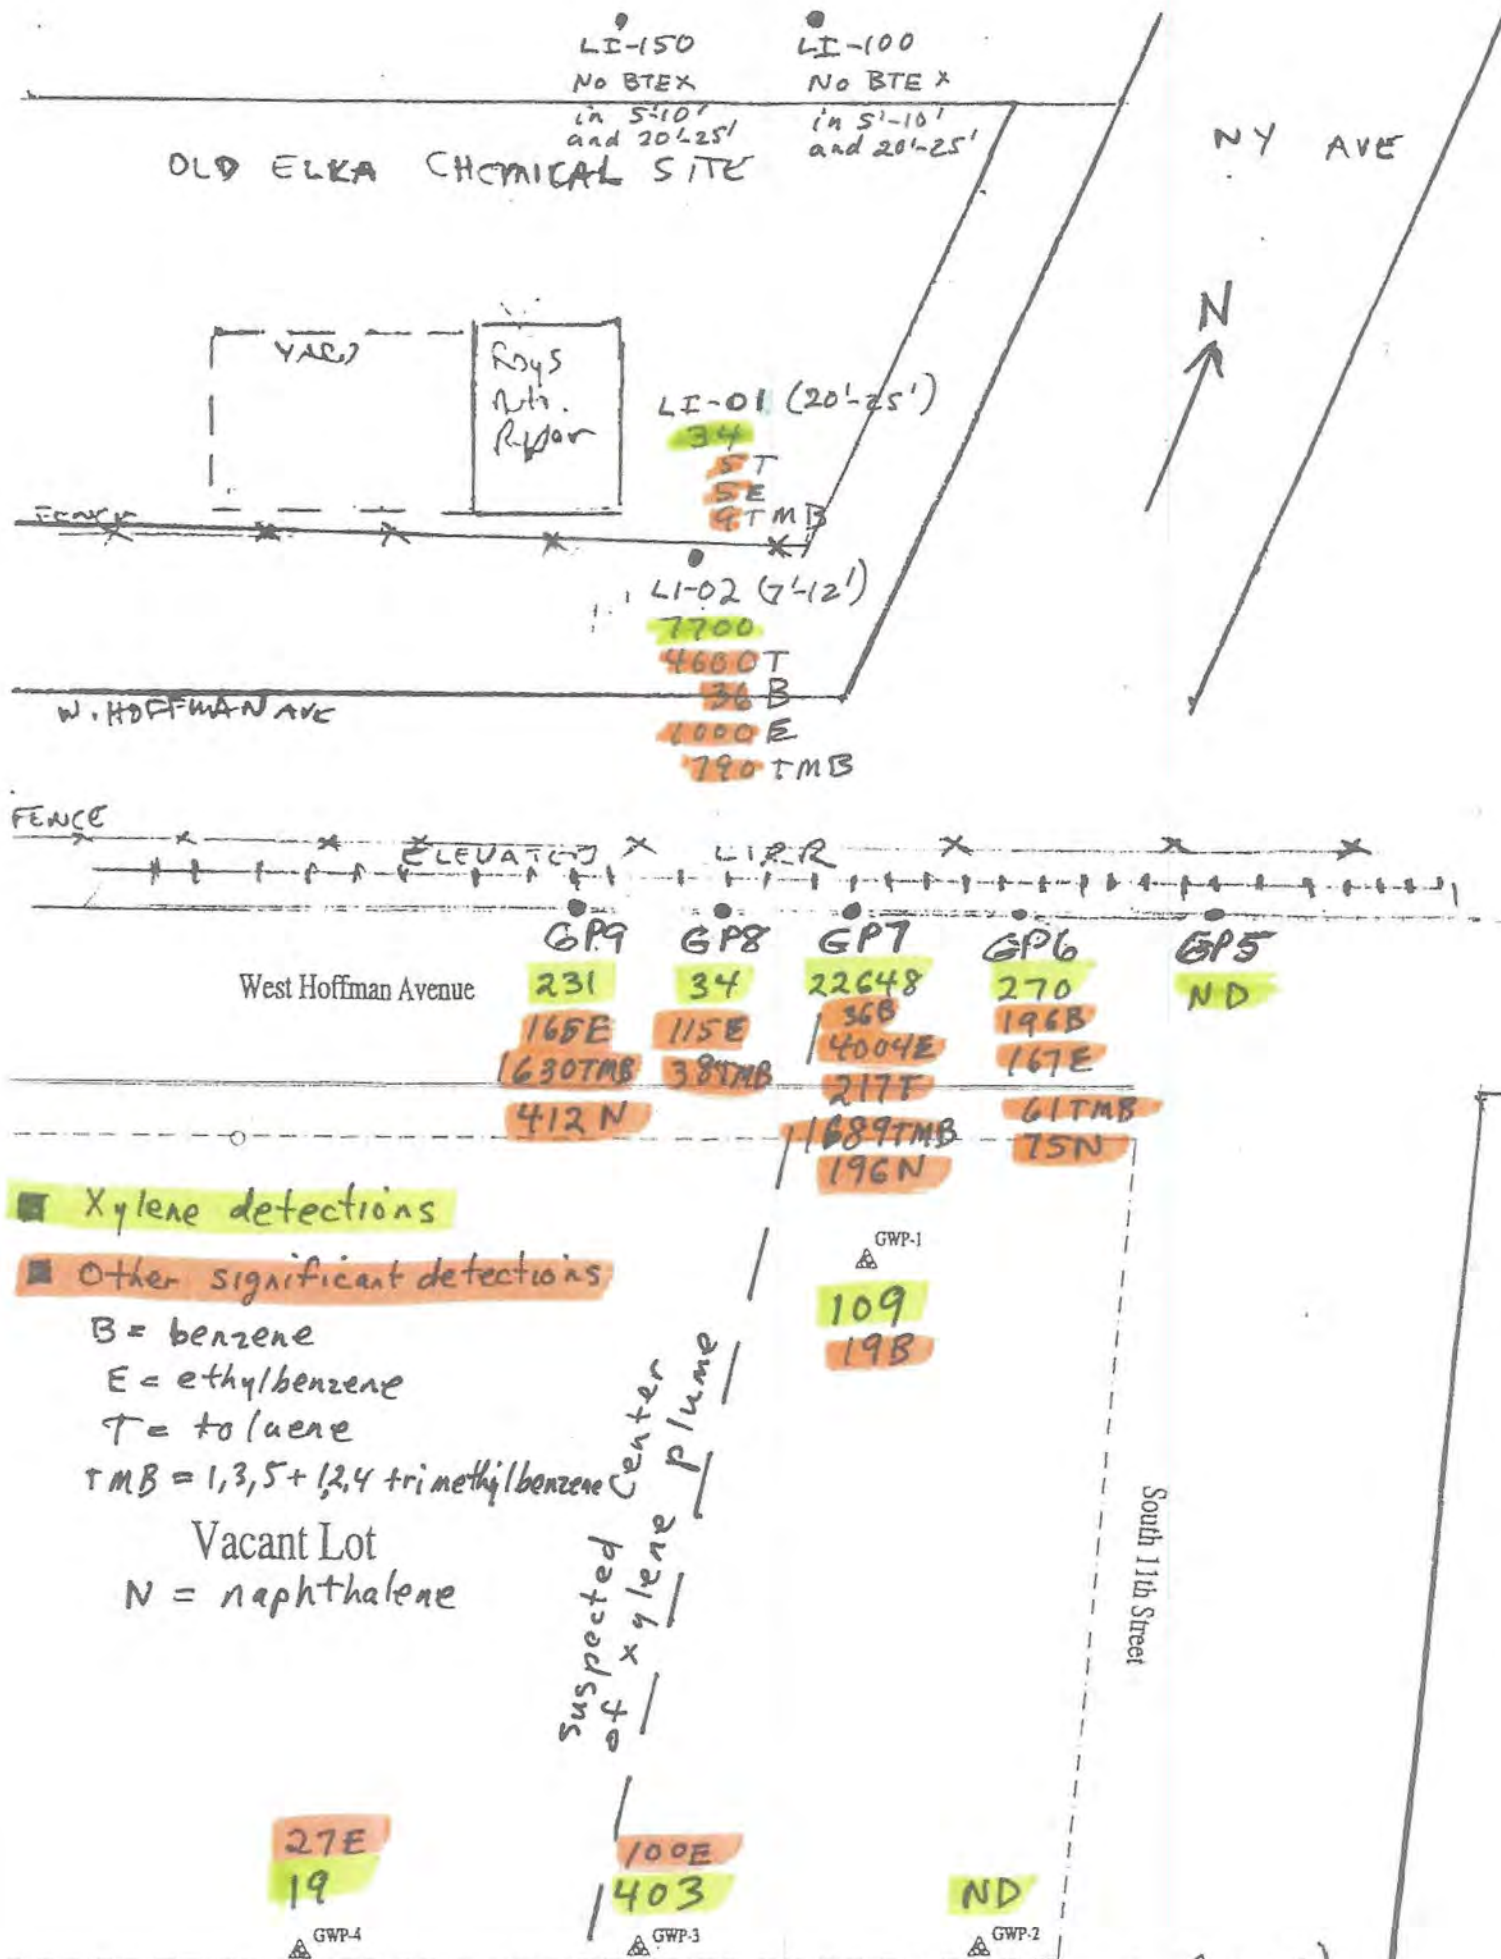 LI-150
NO BTEX
in 5'-10'
and 20'-25'
LI-100
NO BTEX
in 5'-10'
and 20'-25'
NY AVE
OLD ELKA CHEMICAL SITE
N
YARD
Roys
Auto.
LI-01 (20'-25')
34
5 T
5 E
9 TMB
Fence
LI-02 (7'-12')
7700
4600 T
36 B
1000 E
790 TMB
W. HOFFMAN AVE
FENCE
ELEVATED LIRR
GP9
GP8
GP7
GP6
GP5
West Hoffman Avenue
231
165E
1630TMB
412 N
34
115E
38TMB
22648
36B
4004E
217T
1689TMB
196N
270
196B
167E
61TMB
75N
ND
Xylene detections
Other significant detections
B = benzene
E = ethylbenzene
T = toluene
TMB = 1,3,5 + 1,2,4 trimethylbenzene
Vacant Lot
N = naphthalene
GWP-1
109
19B
Suspected Center
of xylene plume
South 11th Street
27E
19
GWP-4
100E
403
GWP-3
ND
GWP-2